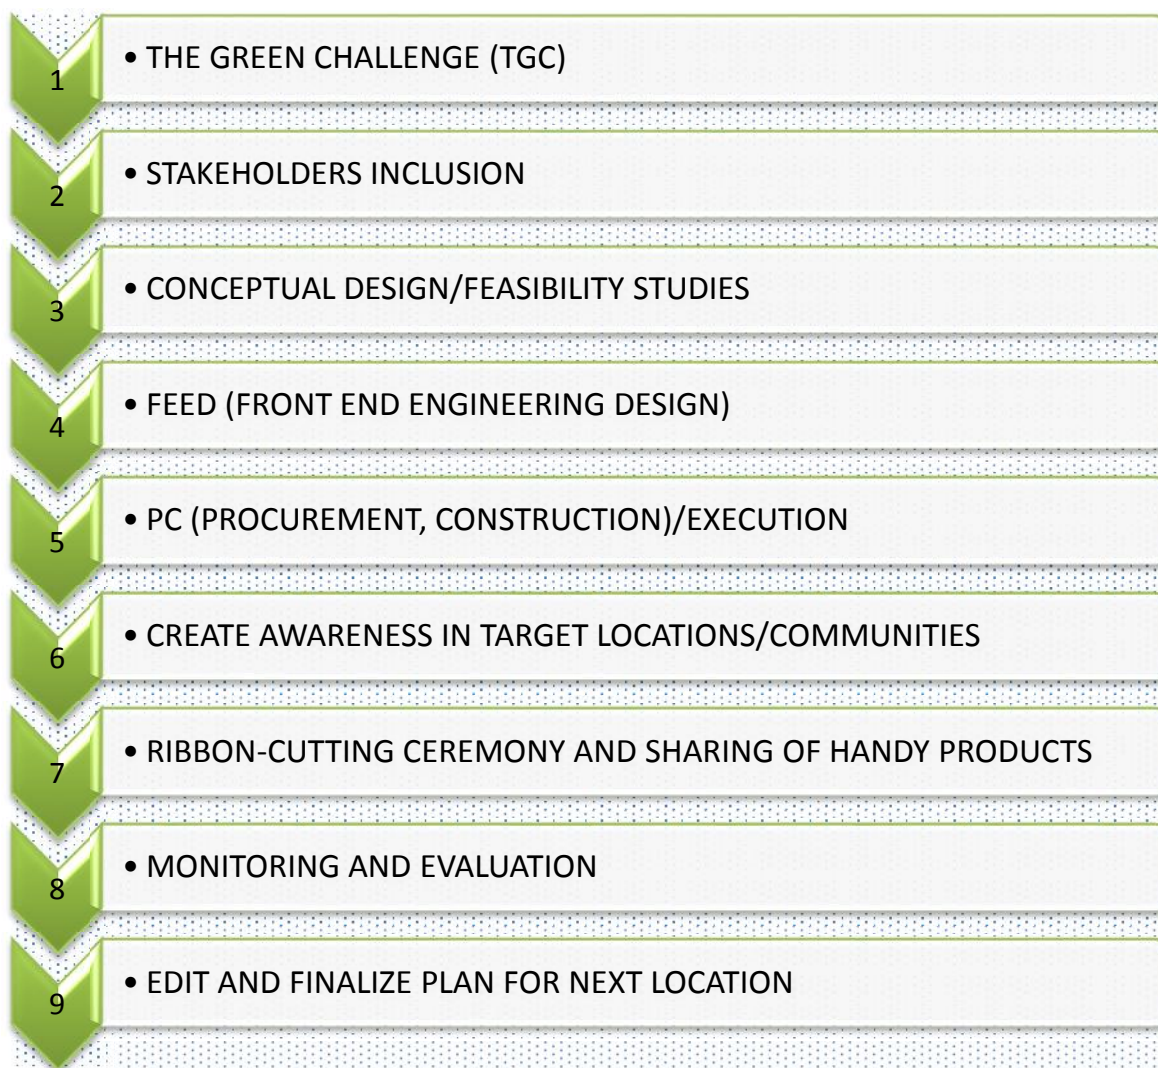 1 • THE GREEN CHALLENGE (TGC)
2 • STAKEHOLDERS INCLUSION
3 • CONCEPTUAL DESIGN/FEASIBILITY STUDIES
4 • FEED (FRONT END ENGINEERING DESIGN)
5 • PC (PROCUREMENT, CONSTRUCTION)/EXECUTION
6 • CREATE AWARENESS IN TARGET LOCATIONS/COMMUNITIES
7 • RIBBON-CUTTING CEREMONY AND SHARING OF HANDY PRODUCTS
8 • MONITORING AND EVALUATION
9 • EDIT AND FINALIZE PLAN FOR NEXT LOCATION